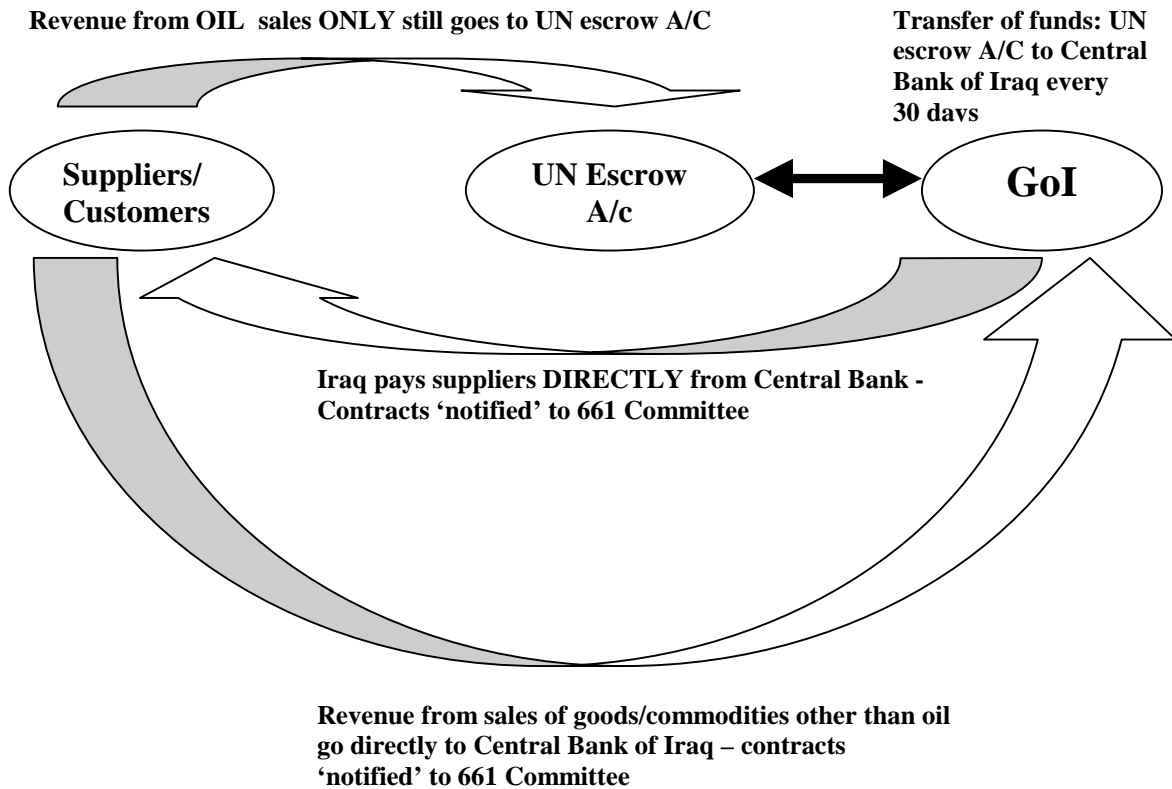 Revenue from OIL  sales ONLY still goes to UN escrow A/C
Transfer of funds: UN
escrow A/C to Central
Bank of Iraq every
30 days
Suppliers/
Customers
UN Escrow
A/c
GoI
Iraq pays suppliers DIRECTLY from Central Bank -
Contracts ‘notified’ to 661 Committee
Revenue from sales of goods/commodities other than oil
go directly to Central Bank of Iraq – contracts
‘notified’ to 661 Committee